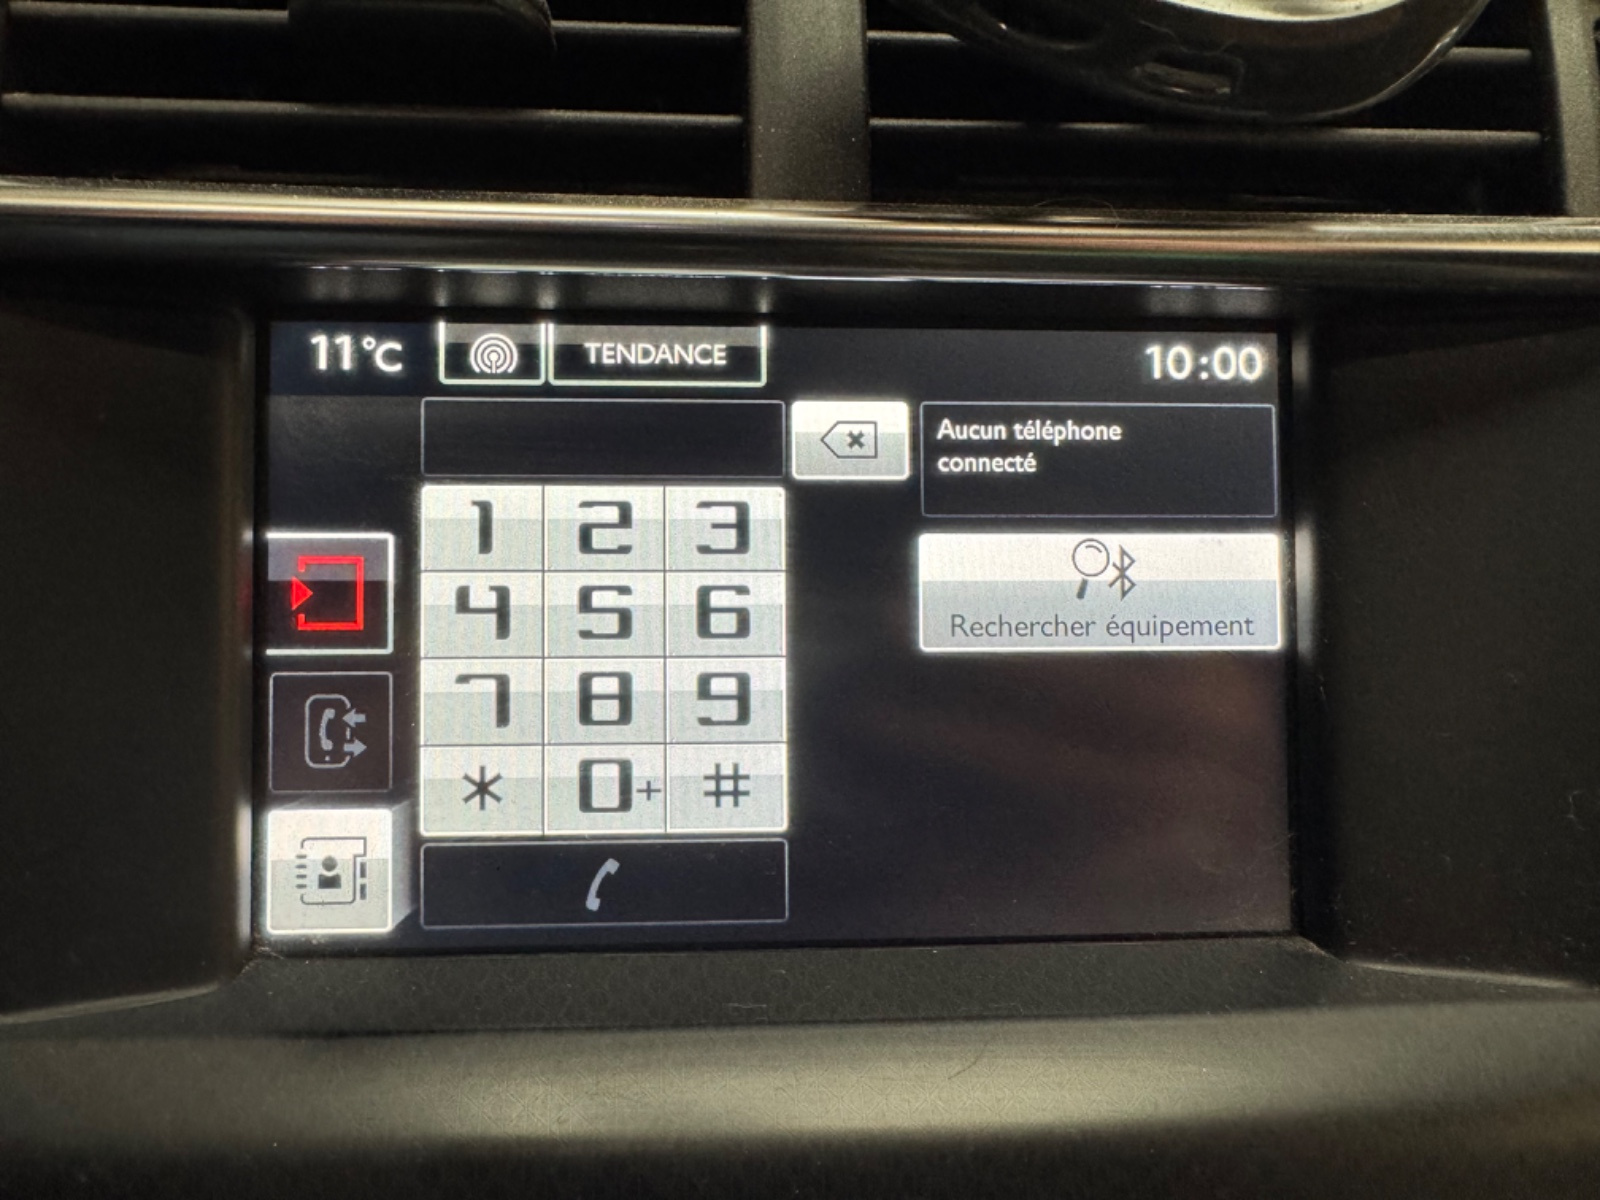 11°C
TENDANCE
10:00
Aucun téléphone
connecté
1 2 3
4 5 6
7 8 9
* 0+ #
Rechercher équipement